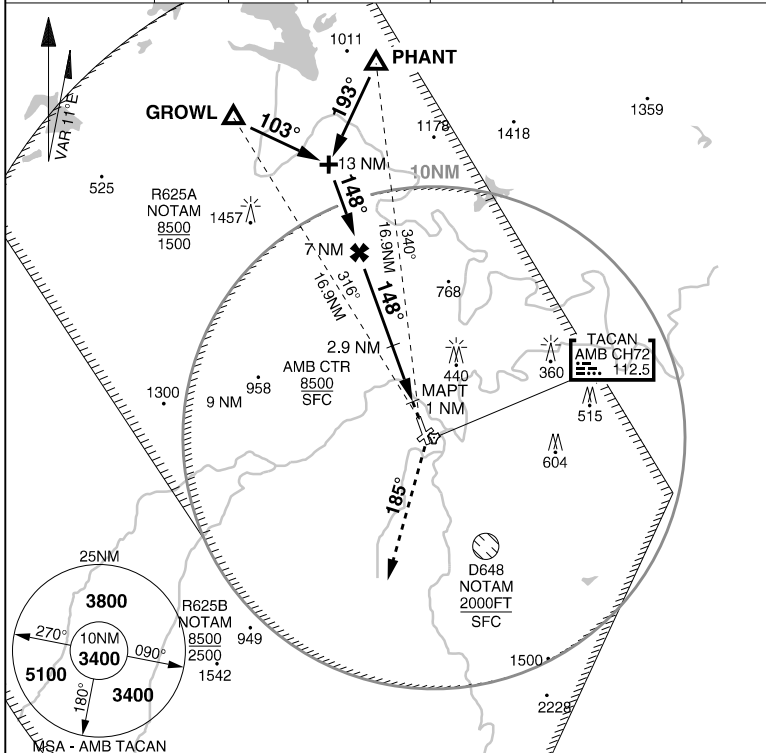 1011
PHANT
GROWL
193°
103°
VAR 11°E
1359
1178
1418
13 NM
10NM
525
R625A
NOTAM
8500
1500
1457
148°
7 NM
340°
16.9NM
316°
16.9NM
148°
768
2.9 NM
TACAN
AMB CH72
112.5
AMB CTR
8500
SFC
440
360
958
1300
9 NM
MAPT
1 NM
515
604
185°
D648
NOTAM
2000FT
SFC
25NM
3800
270°
10NM
3400
090°
5100
180°
3400
MSA - AMB TACAN
R625B
NOTAM
8500
2500
949
1542
1500
2228